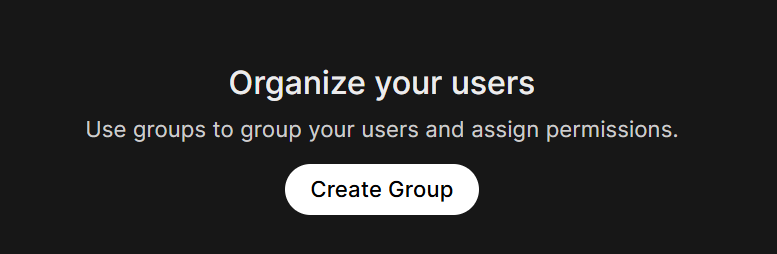 Organize your users
Use groups to group your users and assign permissions.
Create Group